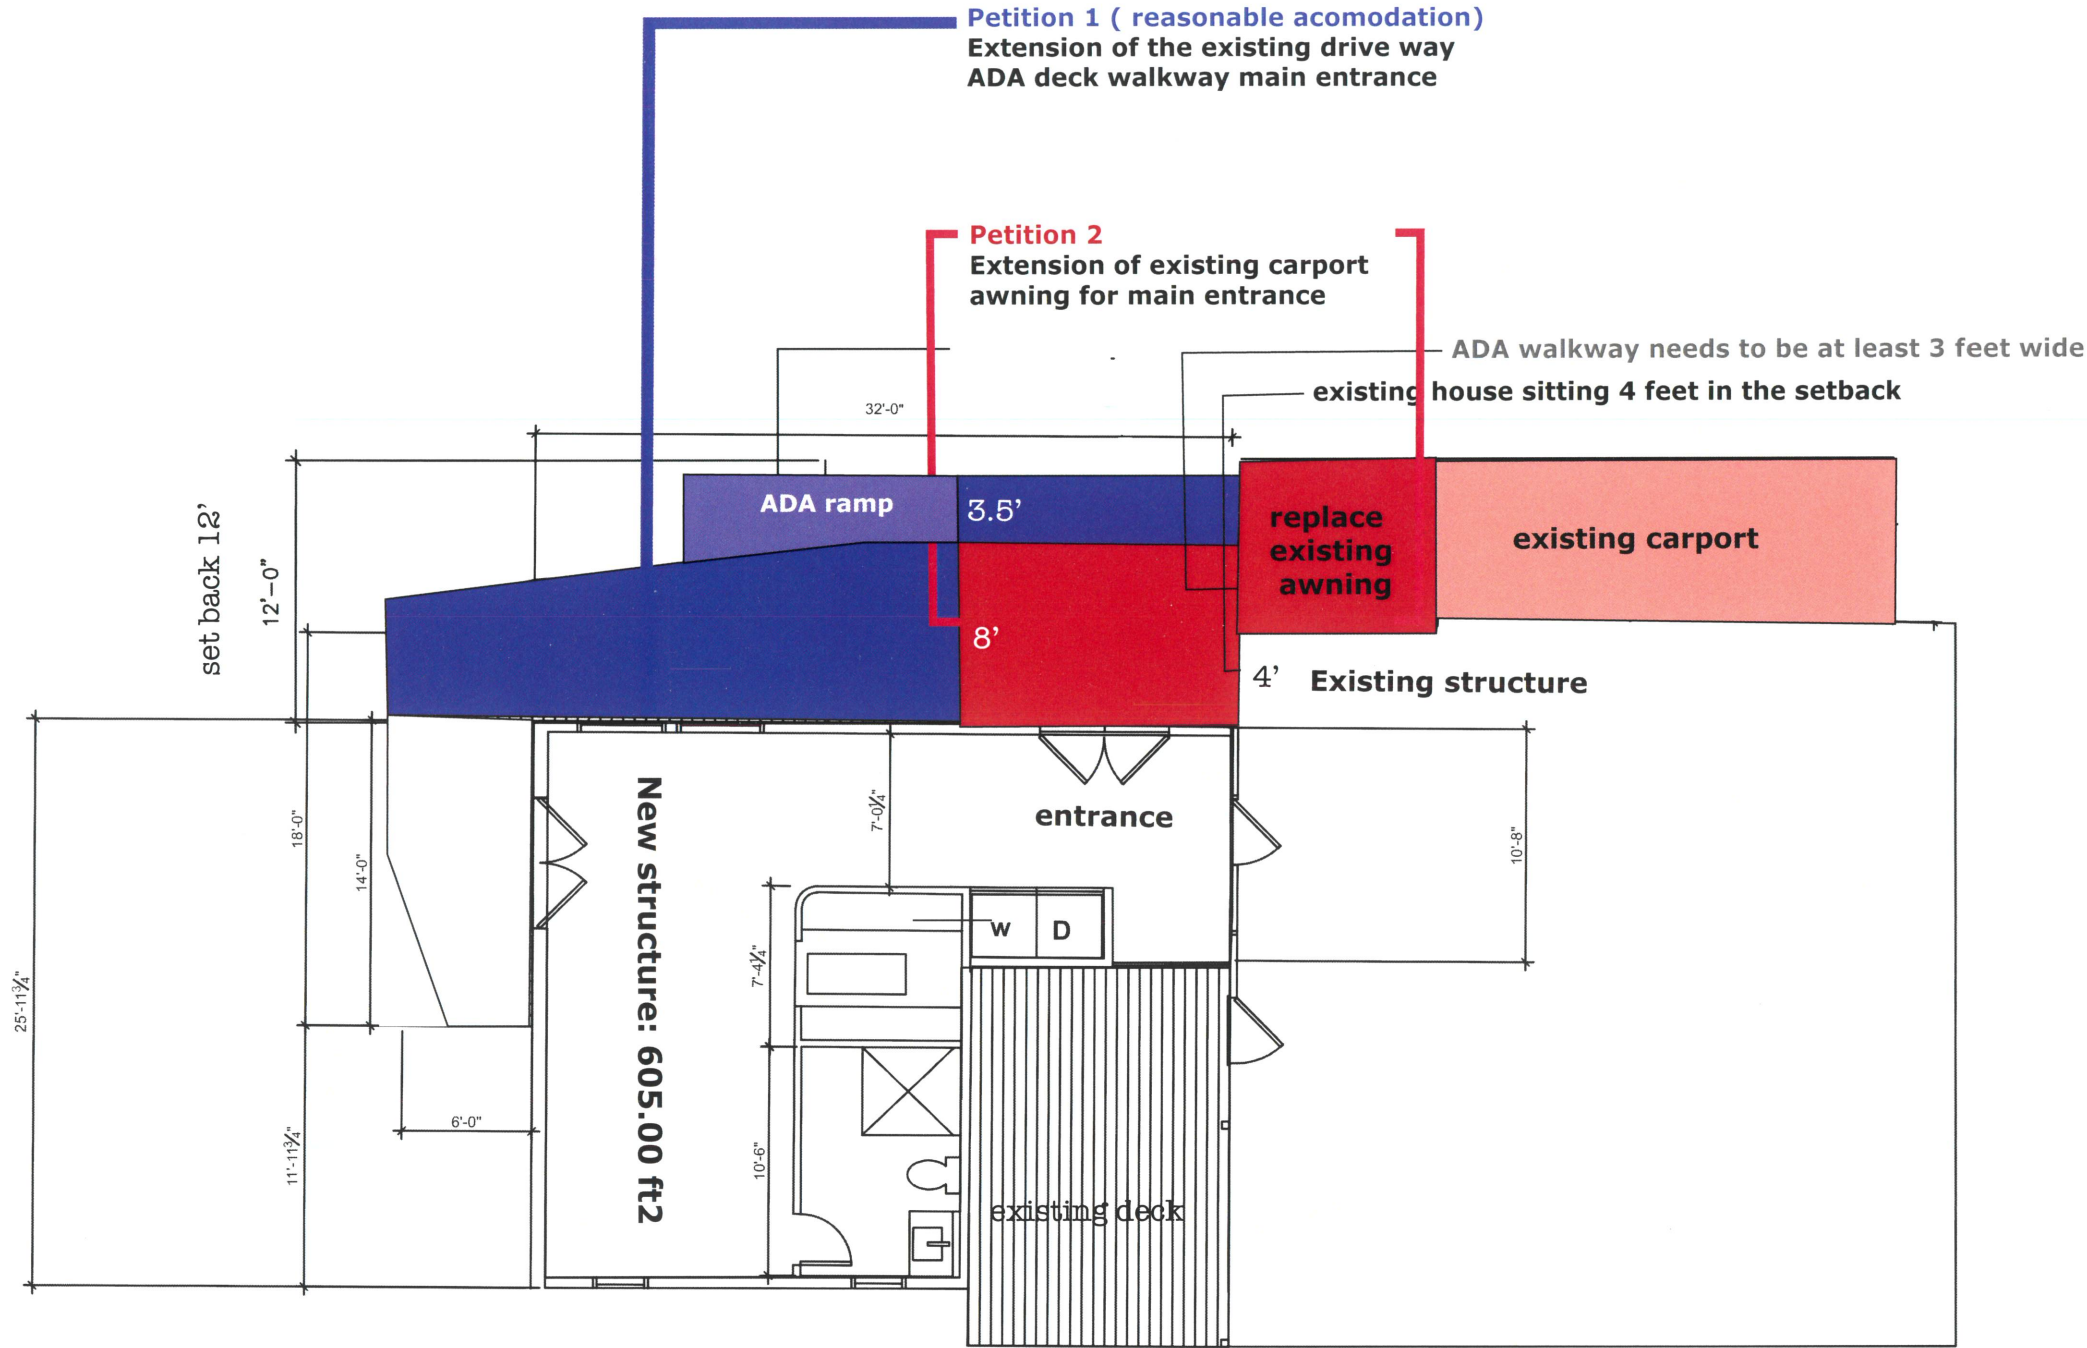 Petition 1 ( reasonable acomodation)
Extension of the existing drive way
ADA deck walkway main entrance
Petition 2
Extension of existing carport
awning for main entrance
ADA walkway needs to be at least 3 feet wide
existing house sitting 4 feet in the setback
32'-0"
set back 12'
12'-0"
ADA ramp
3.5'
replace
existing
awning
existing carport
8'
4'
Existing structure
18'-0"
14'-0"
25'-11¾"
11'-11¾"
6'-0"
New structure: 605.00 ft2
7'-0¼"
entrance
10'-8"
W
D
7'-4¼"
10'-6"
existing deck